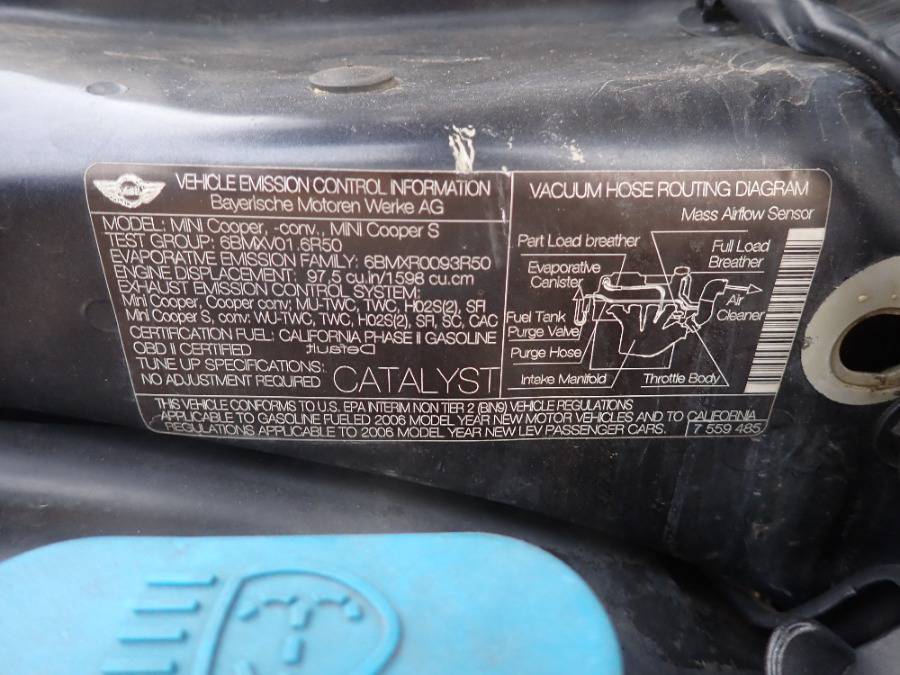 VEHICLE EMISSION CONTROL INFORMATION
Bayerische Motoren Werke AG
MODEL: MINI Cooper, -conv., MINI Cooper S
TEST GROUP: 6BMXV01.6R50
EVAPORATIVE EMISSION FAMILY: 6BMXR0093R50
ENGINE DISPLACEMENT: 97.5 cu.in/1598 cu.cm
EXHAUST EMISSION CONTROL SYSTEM:
Mini Cooper, Cooper conv; MU-TWC, TWC, H02S(2), SFI
Mini Cooper S, conv: WU-TWC, TWC, H02S(2), SFI, SC, CAC
CERTIFICATION FUEL: CALIFORNIA PHASE II GASOLINE
OBD II CERTIFIED
Default
TUNE UP SPECIFICATIONS:
NO ADJUSTMENT REQUIRED
CATALYST
VACUUM HOSE ROUTING DIAGRAM
Mass Airflow Sensor
Part Load breather
Full Load
Breather
Evaporative
Canister
Air
Cleaner
Fuel Tank
Purge Valve
Purge Hose
Intake Manifold
Throttle Body
THIS VEHICLE CONFORMS TO U.S. EPA INTERIM NON TIER 2 (BIN9) VEHICLE REGULATIONS
APPLICABLE TO GASOLINE FUELED 2006 MODEL YEAR NEW MOTOR VEHICLES AND TO CALIFORNIA
REGULATIONS APPLICABLE TO 2006 MODEL YEAR NEW LEV PASSENGER CARS.
7 559 485